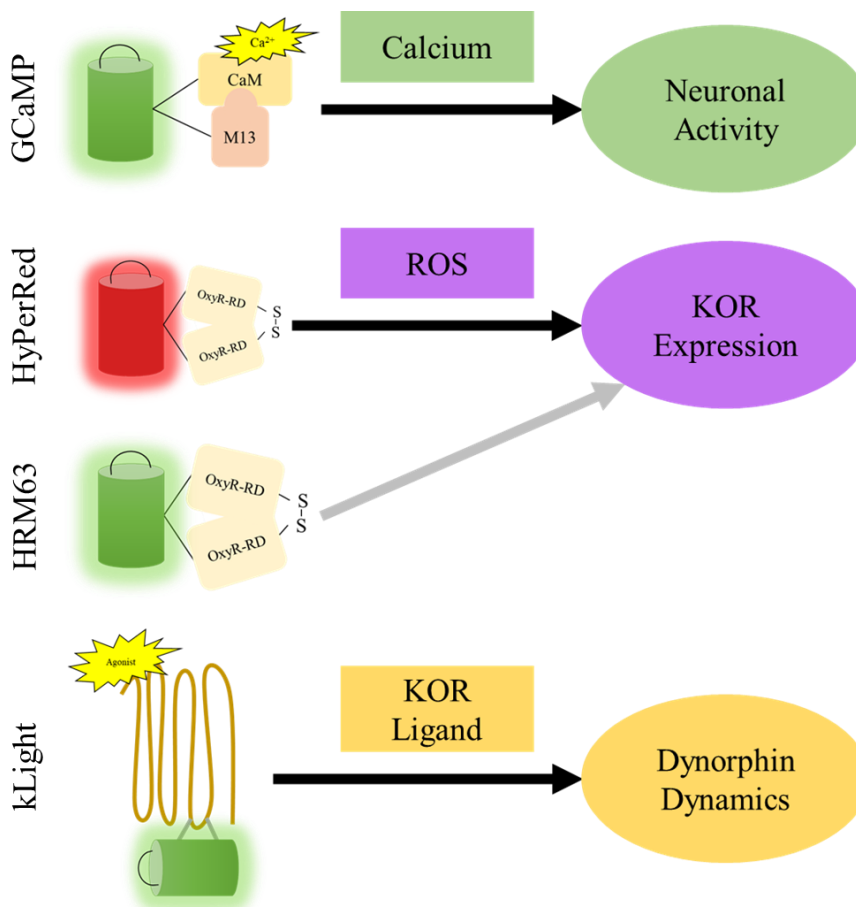 GCaMP
Ca²⁺
CaM
M13
Calcium
Neuronal
Activity
HyPerRed
OxyR-RD
OxyR-RD
S
S
ROS
KOR
Expression
HRM63
OxyR-RD
OxyR-RD
S
S
kLight
Agonist
KOR
Ligand
Dynorphin
Dynamics